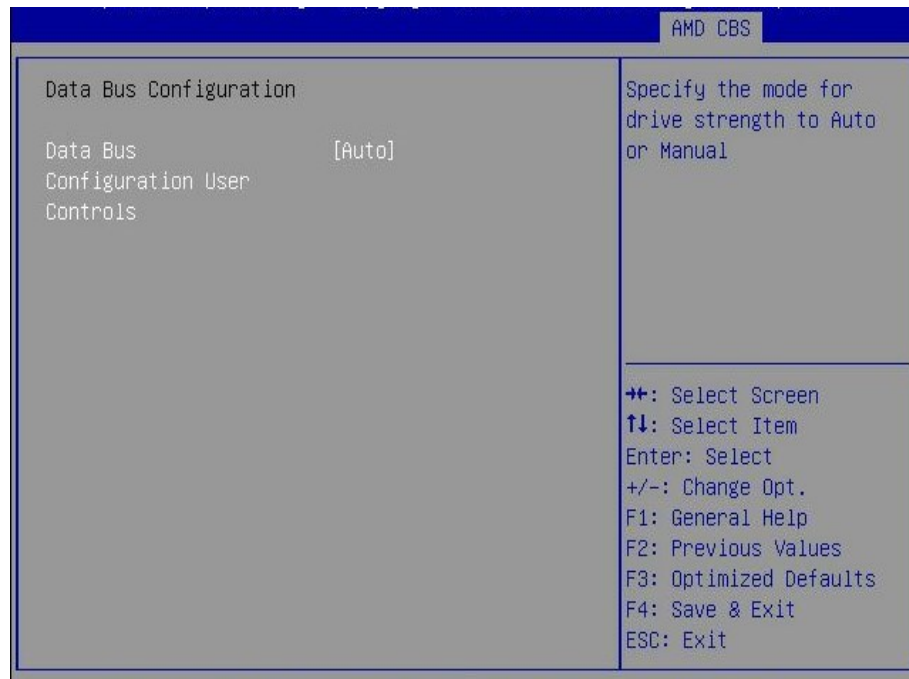 AMD CBS
Data Bus Configuration
Data Bus [Auto]
Configuration User
Controls
Specify the mode for
drive strength to Auto
or Manual
→←: Select Screen
↑↓: Select Item
Enter: Select
+/-: Change Opt.
F1: General Help
F2: Previous Values
F3: Optimized Defaults
F4: Save & Exit
ESC: Exit